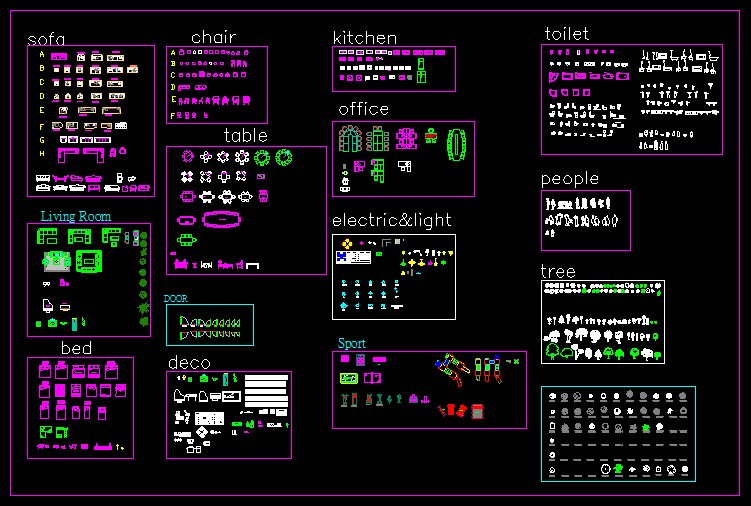 sofa
chair
kitchen
toilet
A
B
C
D
E
F
G
H
A
B
C
D
E
F
office
table
people
Living Room
electric&light
tree
DOOR
Sport
bed
deco